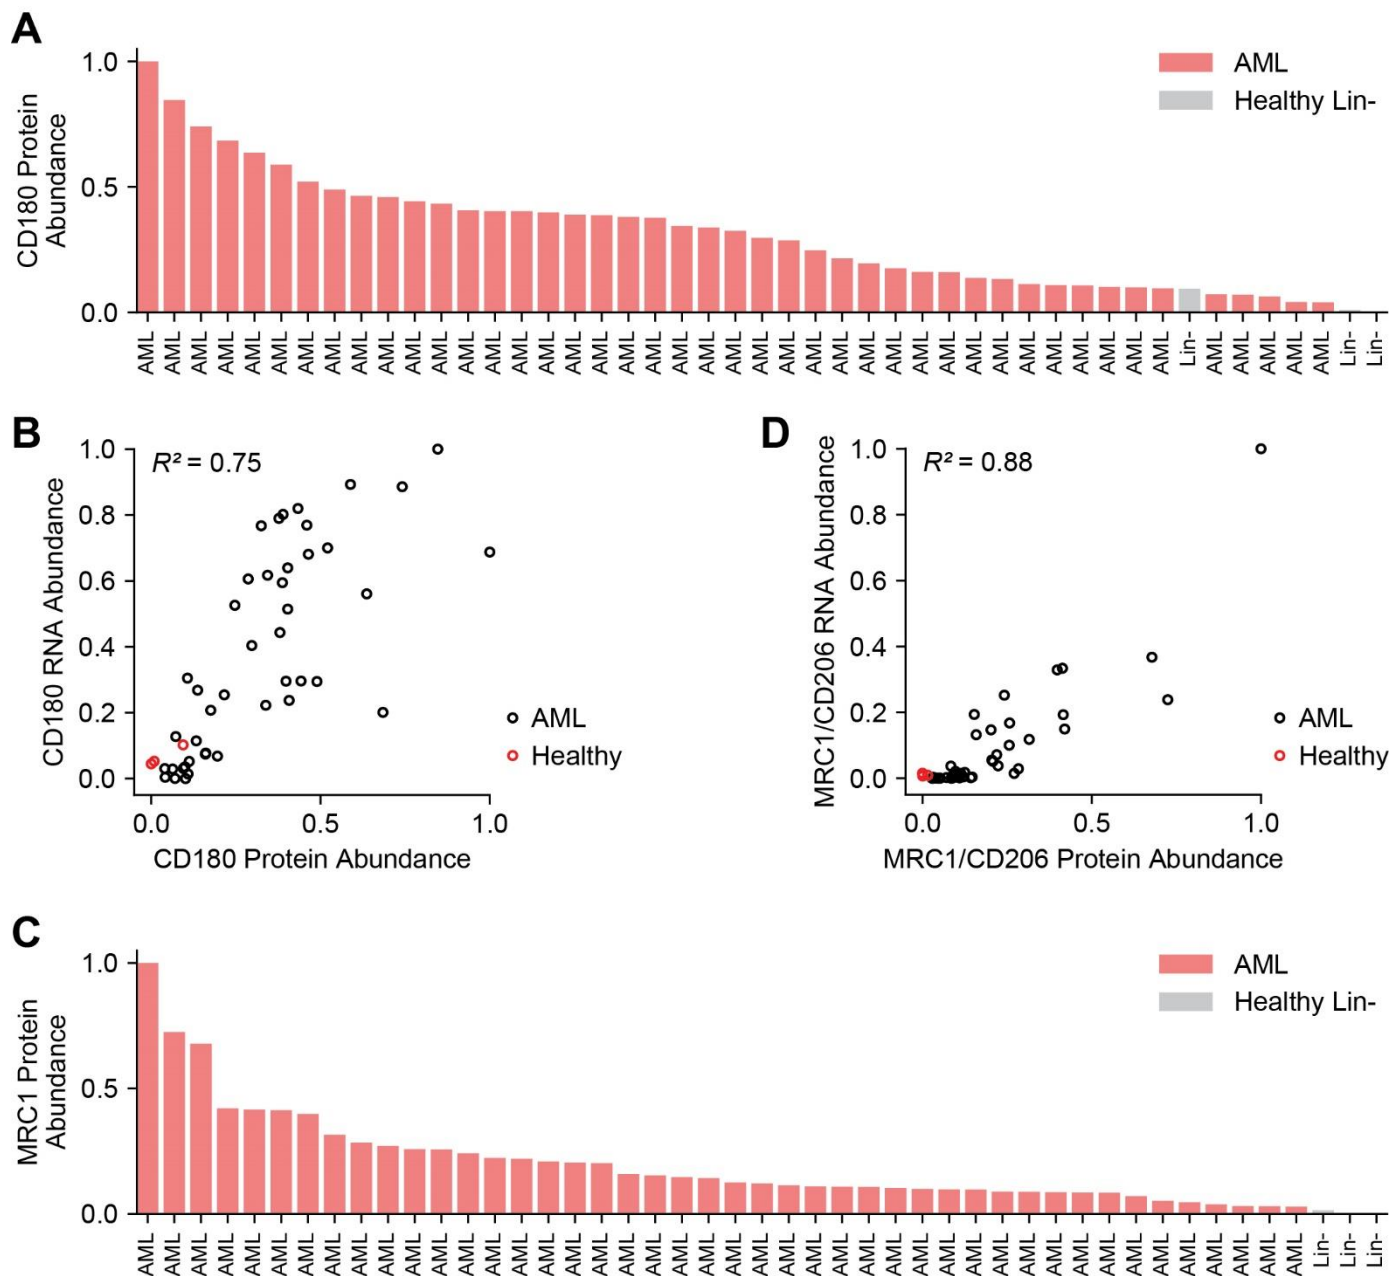 A
CD180 Protein
Abundance
1.0
0.5
0.0
AML
Healthy Lin-
AML AML AML AML AML AML AML AML AML AML AML AML AML AML AML AML AML AML AML AML AML AML AML AML AML AML AML AML AML AML AML AML AML AML AML AML AML AML AML Lin- AML AML AML AML AML Lin- Lin-
B
CD180 RNA Abundance
1.0
0.8
0.6
0.4
0.2
0.0
R² = 0.75
AML
Healthy
0.0 0.5 1.0
CD180 Protein Abundance
D
MRC1/CD206 RNA Abundance
1.0
0.8
0.6
0.4
0.2
0.0
R² = 0.88
AML
Healthy
0.0 0.5 1.0
MRC1/CD206 Protein Abundance
C
MRC1 Protein
Abundance
1.0
0.5
0.0
AML
Healthy Lin-
AML AML AML AML AML AML AML AML AML AML AML AML AML AML AML AML AML AML AML AML AML AML AML AML AML AML AML AML AML AML AML AML AML AML AML AML AML AML AML AML AML AML AML AML Lin- Lin- Lin-